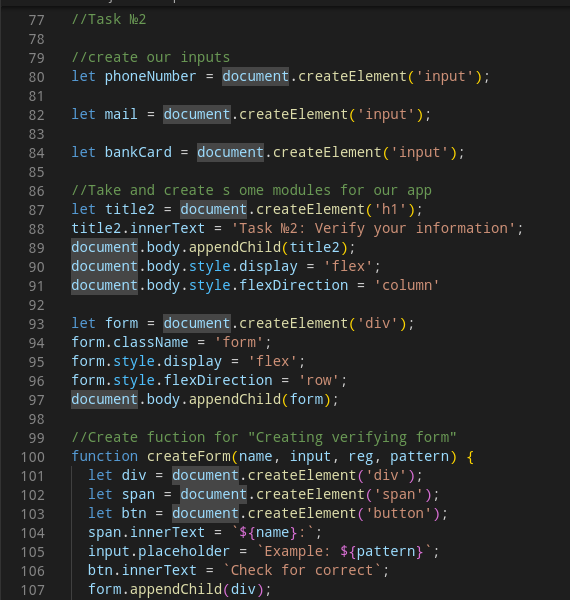 77 //Task №2
78
79 //create our inputs
80 let phoneNumber = document.createElement('input');
81
82 let mail = document.createElement('input');
83
84 let bankCard = document.createElement('input');
85
86 //Take and create s ome modules for our app
87 let title2 = document.createElement('h1');
88 title2.innerText = 'Task №2: Verify your information';
89 document.body.appendChild(title2);
90 document.body.style.display = 'flex';
91 document.body.style.flexDirection = 'column'
92
93 let form = document.createElement('div');
94 form.className = 'form';
95 form.style.display = 'flex';
96 form.style.flexDirection = 'row';
97 document.body.appendChild(form);
98
99 //Create fuction for "Creating verifying form"
100 function createForm(name, input, reg, pattern) {
101 let div = document.createElement('div');
102 let span = document.createElement('span');
103 let btn = document.createElement('button');
104 span.innerText = `${name}:`;
105 input.placeholder = `Example: ${pattern}`;
106 btn.innerText = `Check for correct`;
107 form.appendChild(div);